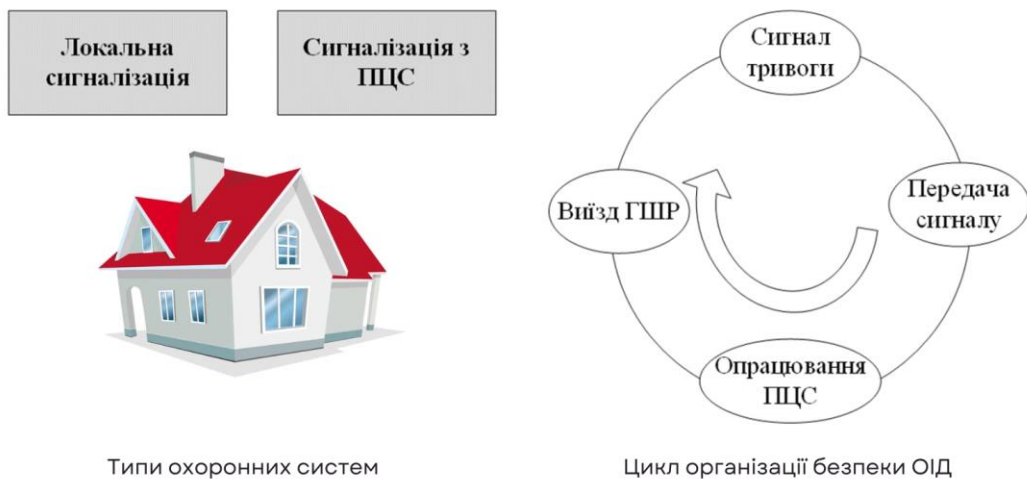 Локальна
сигналізація
Сигналізація з
ПЦС
Типи охоронних систем
Сигнал
тривоги
Передача
сигналу
Опрацювання
ПЦС
Виїзд ГШР
Цикл організації безпеки ОІД